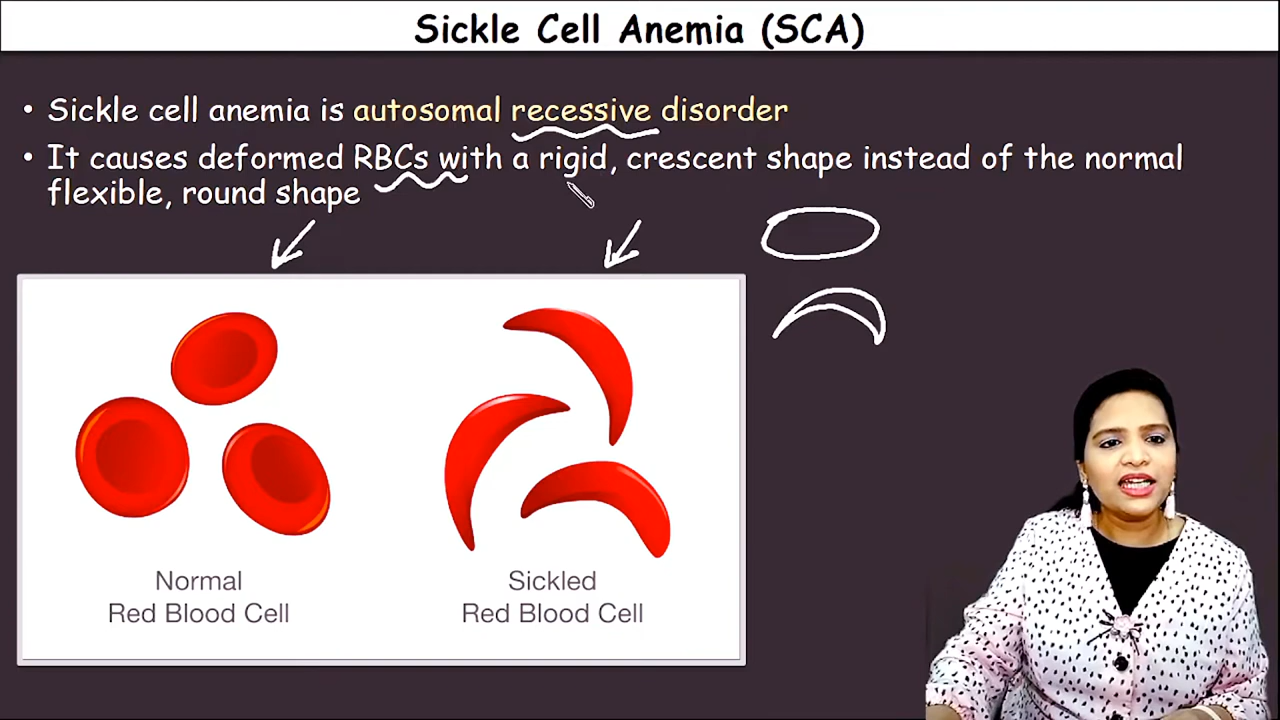 Sickle Cell Anemia (SCA)
• Sickle cell anemia is autosomal recessive disorder
• It causes deformed RBCs with a rigid, crescent shape instead of the normal
flexible, round shape
Normal
Red Blood Cell
Sickled
Red Blood Cell